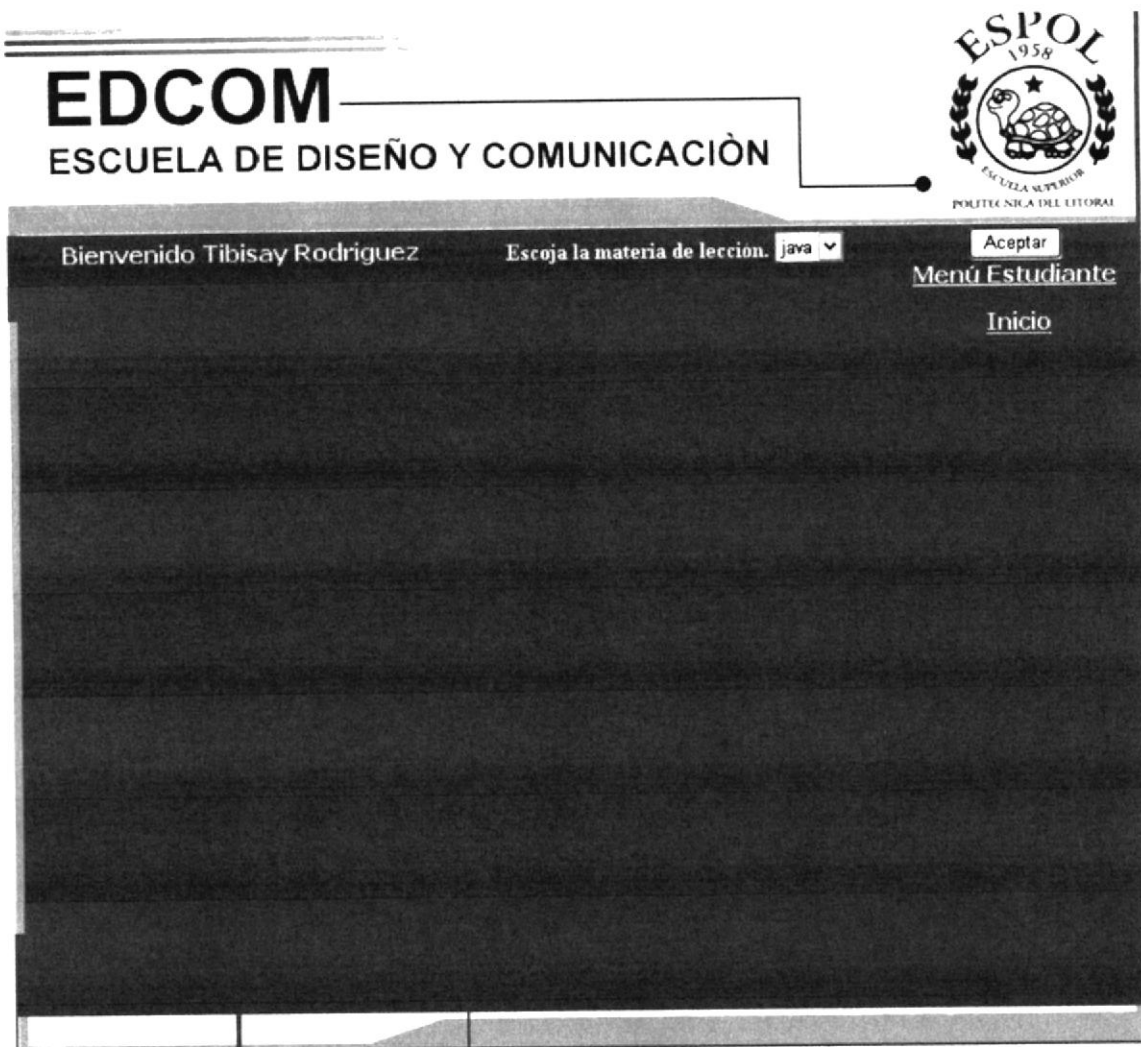 EDCOM
ESCUELA DE DISEÑO Y COMUNICACIÒN
ESPOL
1958
ESCUELA SUPERIOR
POLITECNICA DEL LITORAL
Bienvenido Tibisay Rodriguez
Escoja la materia de lección.
java
Aceptar
Menú Estudiante
Inicio